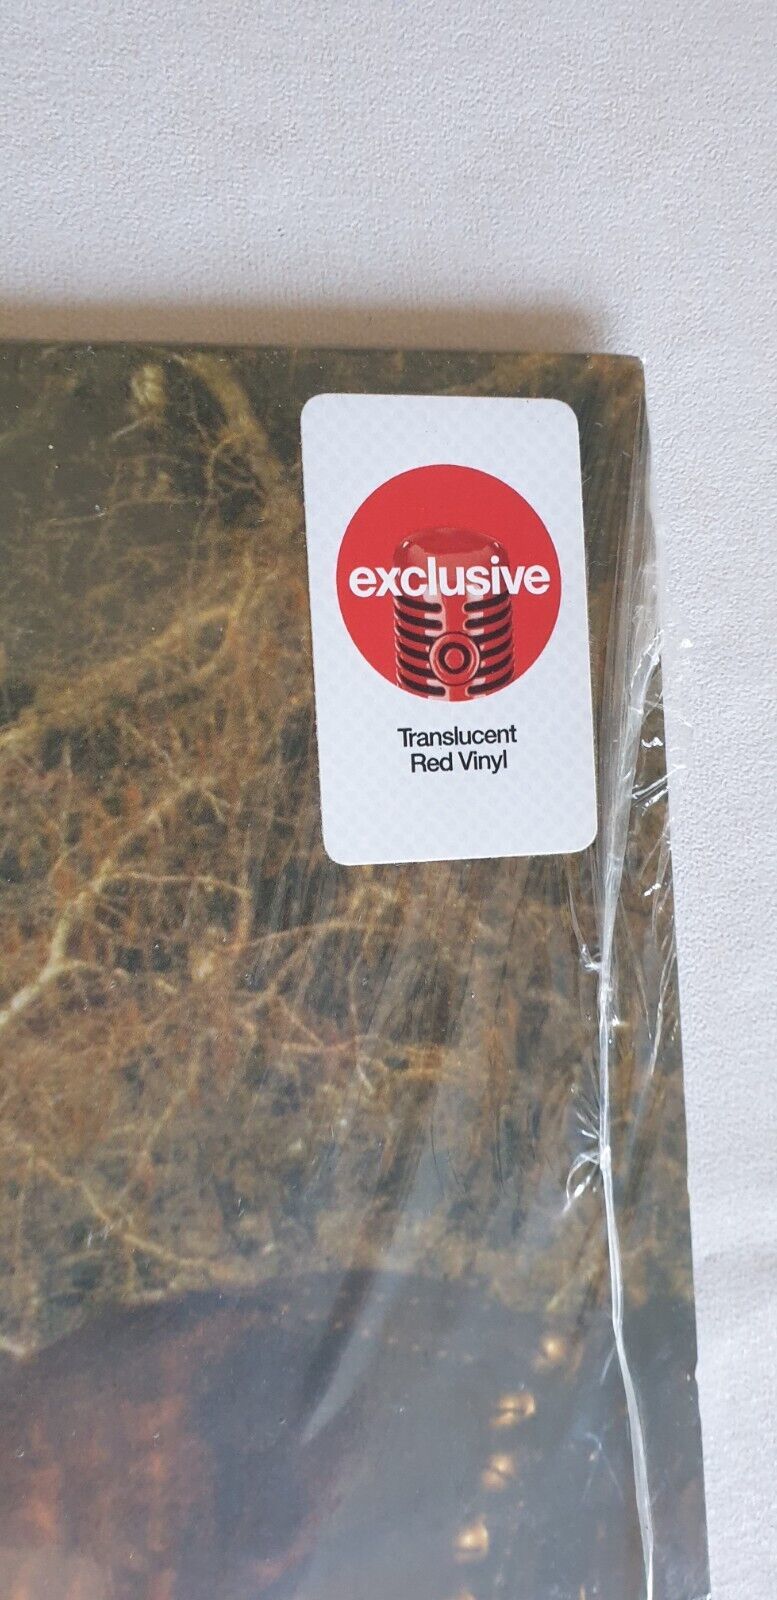 exclusive
Translucent
Red Vinyl